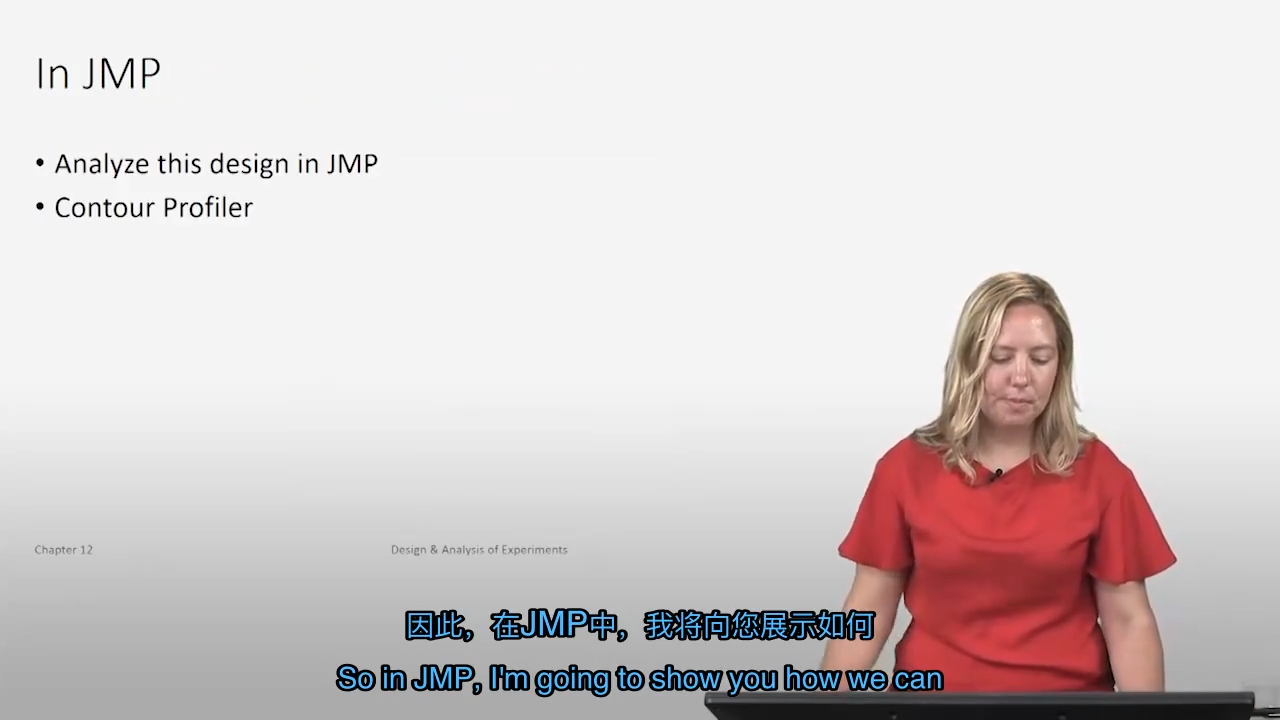 In JMP
• Analyze this design in JMP
• Contour Profiler
Chapter 12
Design & Analysis of Experiments
因此，在JMP中，我将向您展示如何
So in JMP, I'm going to show you how we can